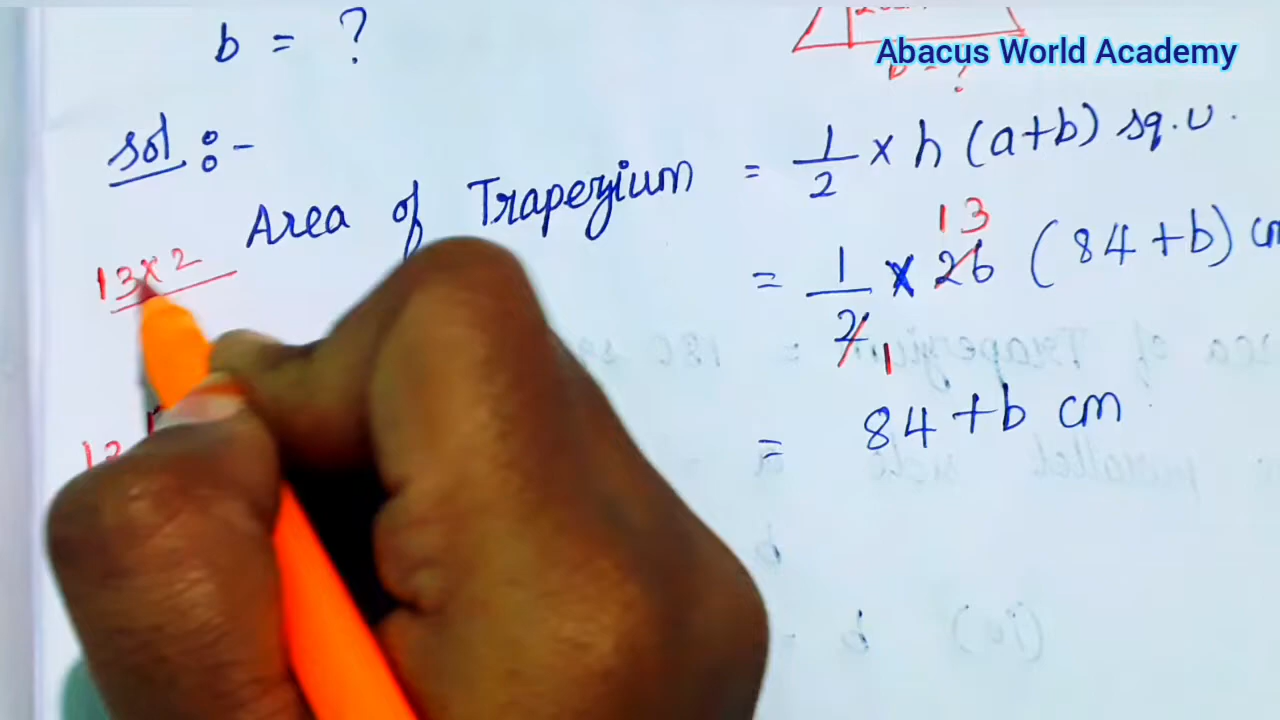 b = ?
Abacus World Academy
b = ?
sol :-
Area of Trapezium = 1/2 × h (a+b) sq.u.
13×2
13
= 1/2 × 26 (84+b) cm
1
= 84 + b cm